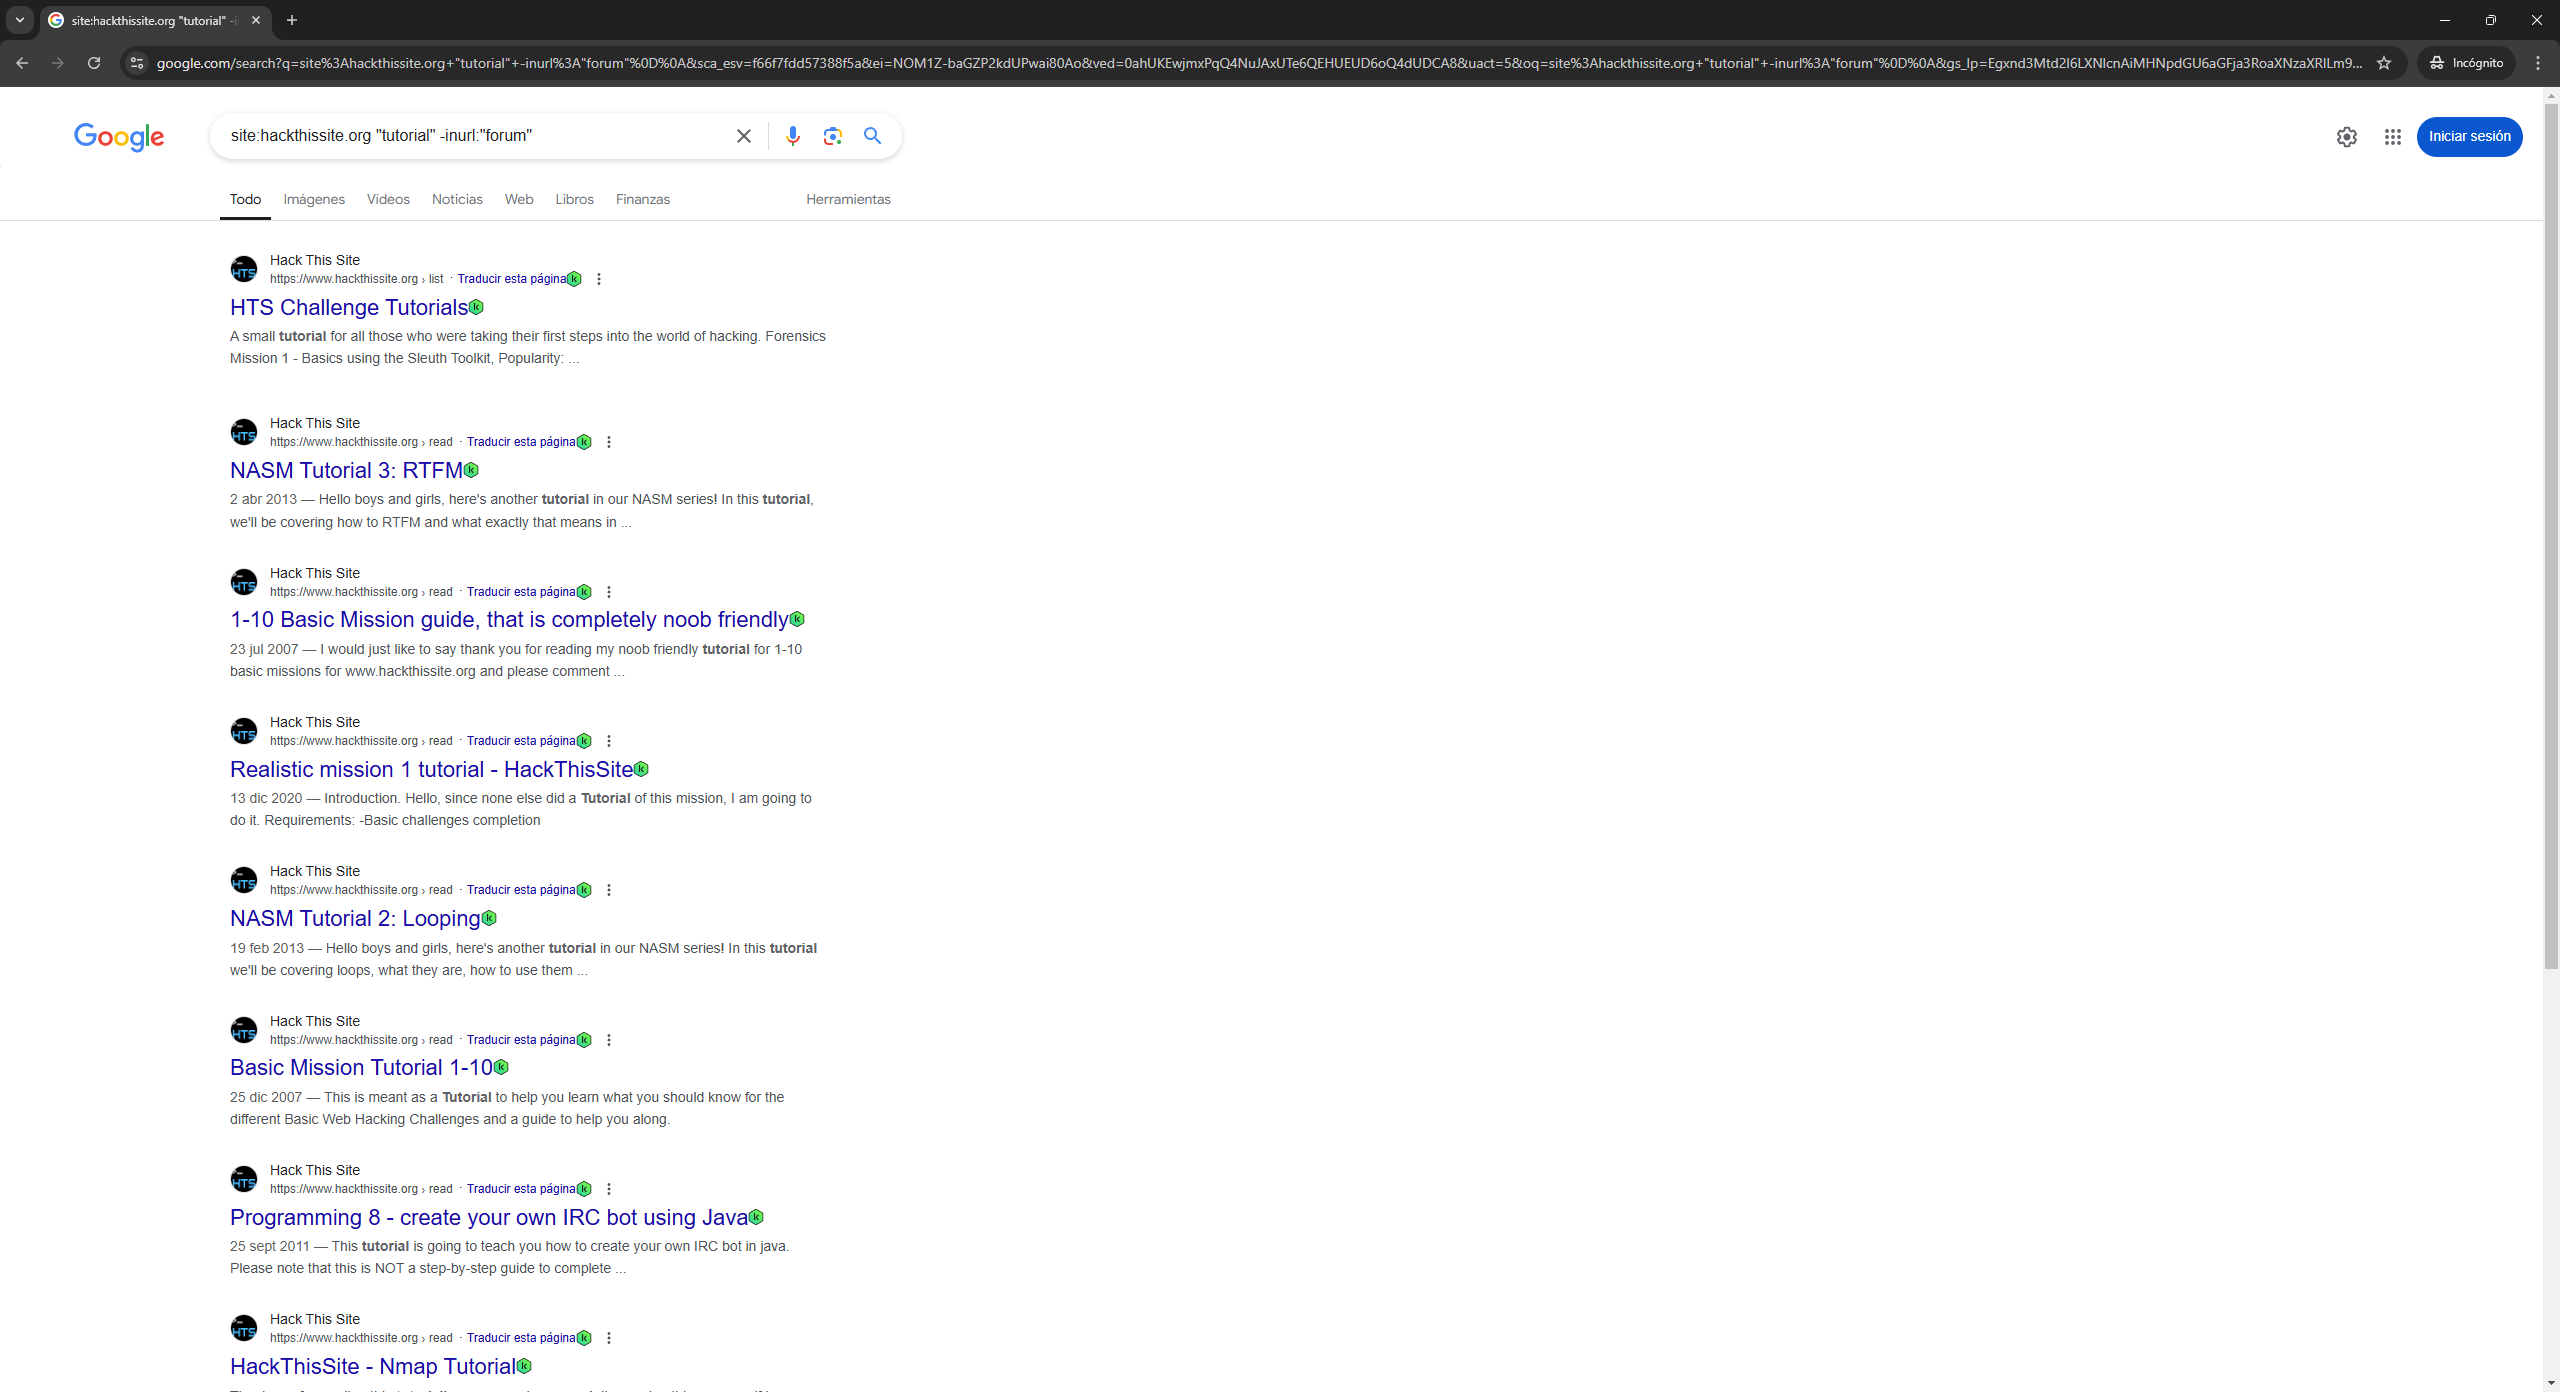 site:hackthissite.org "tutorial" -i
google.com/search?q=site%3Ahackthissite.org+"tutorial"+-inurl%3A"forum"%0D%0A&sca_esv=f66f7fdd57388f5a&ei=NOM1Z-baGZP2kdUPwai80Ao&ved=0ahUKEwjmxPqQ4NuJAxUTe6QEHUEUD6oQ4dUDCA8&uact=5&oq=site%3Ahackthissite.org+"tutorial"+-inurl%3A"forum"%0D%0A&gs_lp=Egxnd3Mtd2l6LXNlcnAiMHNpdGU6aGFja3RoaXNzaXRlLm9...
Incógnito
Google
site:hackthissite.org "tutorial" -inurl:"forum"
Iniciar sesión
Todo Imágenes Vídeos Noticias Web Libros Finanzas Herramientas
Hack This Site
https://www.hackthissite.org › list · Traducir esta página
HTS Challenge Tutorials
A small tutorial for all those who were taking their first steps into the world of hacking. Forensics
Mission 1 - Basics using the Sleuth Toolkit, Popularity: ...
Hack This Site
https://www.hackthissite.org › read · Traducir esta página
NASM Tutorial 3: RTFM
2 abr 2013 — Hello boys and girls, here's another tutorial in our NASM series! In this tutorial,
we'll be covering how to RTFM and what exactly that means in ...
Hack This Site
https://www.hackthissite.org › read · Traducir esta página
1-10 Basic Mission guide, that is completely noob friendly
23 jul 2007 — I would just like to say thank you for reading my noob friendly tutorial for 1-10
basic missions for www.hackthissite.org and please comment ...
Hack This Site
https://www.hackthissite.org › read · Traducir esta página
Realistic mission 1 tutorial - HackThisSite
13 dic 2020 — Introduction. Hello, since none else did a Tutorial of this mission, I am going to
do it. Requirements: -Basic challenges completion
Hack This Site
https://www.hackthissite.org › read · Traducir esta página
NASM Tutorial 2: Looping
19 feb 2013 — Hello boys and girls, here's another tutorial in our NASM series! In this tutorial
we'll be covering loops, what they are, how to use them ...
Hack This Site
https://www.hackthissite.org › read · Traducir esta página
Basic Mission Tutorial 1-10
25 dic 2007 — This is meant as a Tutorial to help you learn what you should know for the
different Basic Web Hacking Challenges and a guide to help you along.
Hack This Site
https://www.hackthissite.org › read · Traducir esta página
Programming 8 - create your own IRC bot using Java
25 sept 2011 — This tutorial is going to teach you how to create your own IRC bot in java.
Please note that this is NOT a step-by-step guide to complete ...
Hack This Site
https://www.hackthissite.org › read · Traducir esta página
HackThisSite - Nmap Tutorial